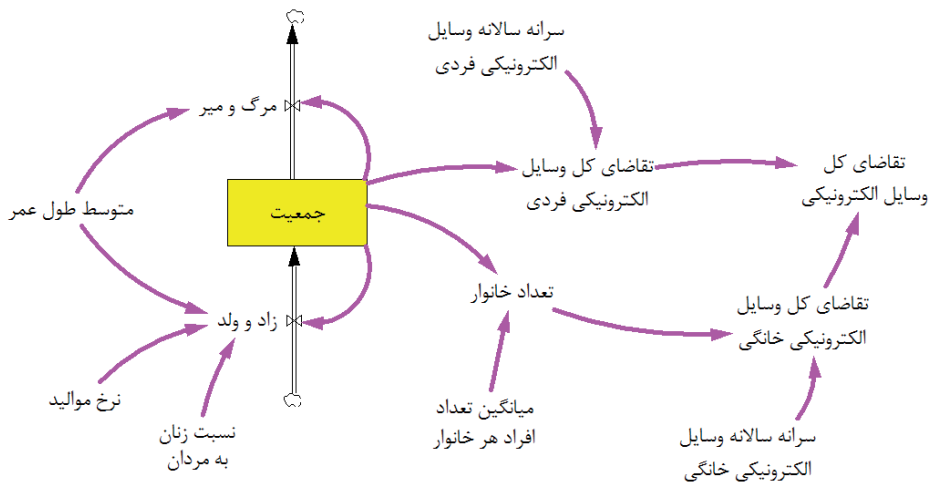 سرانه سالانه وسایل
الکترونیکی فردی
مرگ و میر
تقاضای کل وسایل
الکترونیکی فردی
تقاضای کل
وسایل الکترونیکی
متوسط طول عمر
جمعیت
تعداد خانوار
زاد و ولد
تقاضای کل وسایل
الکترونیکی خانگی
نرخ موالید
نسبت زنان
به مردان
میانگین تعداد
افراد هر خانوار
سرانه سالانه وسایل
الکترونیکی خانگی